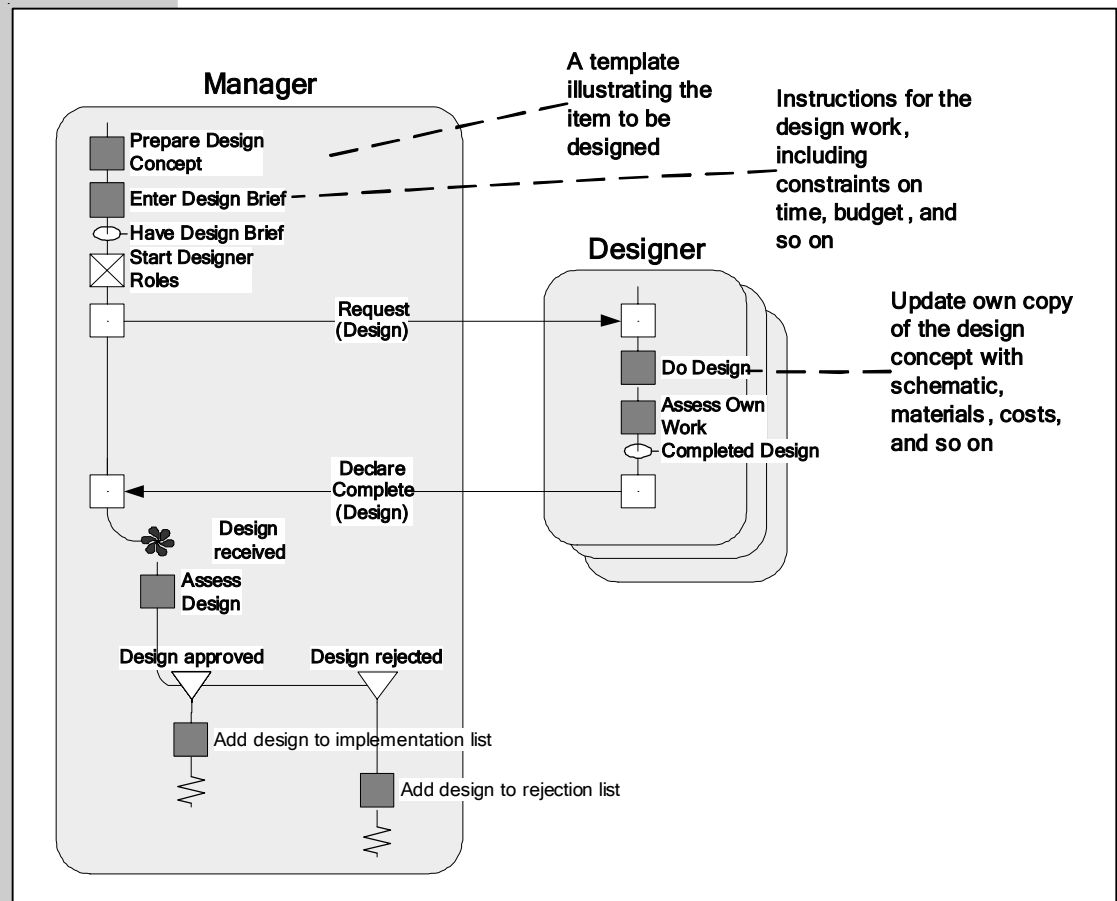 Manager
A template
illustrating the
item to be
designed
Instructions for the
design work,
including
constraints on
time, budget, and
so on
Prepare Design
Concept
Enter Design Brief
Have Design Brief
Start Designer
Roles
Designer
Request
(Design)
Update own copy
of the design
concept with
schematic,
materials, costs,
and so on
Do Design
Assess Own
Work
Completed Design
Declare
Complete
(Design)
Design
received
Assess
Design
Design approved
Design rejected
Add design to implementation list
Add design to rejection list